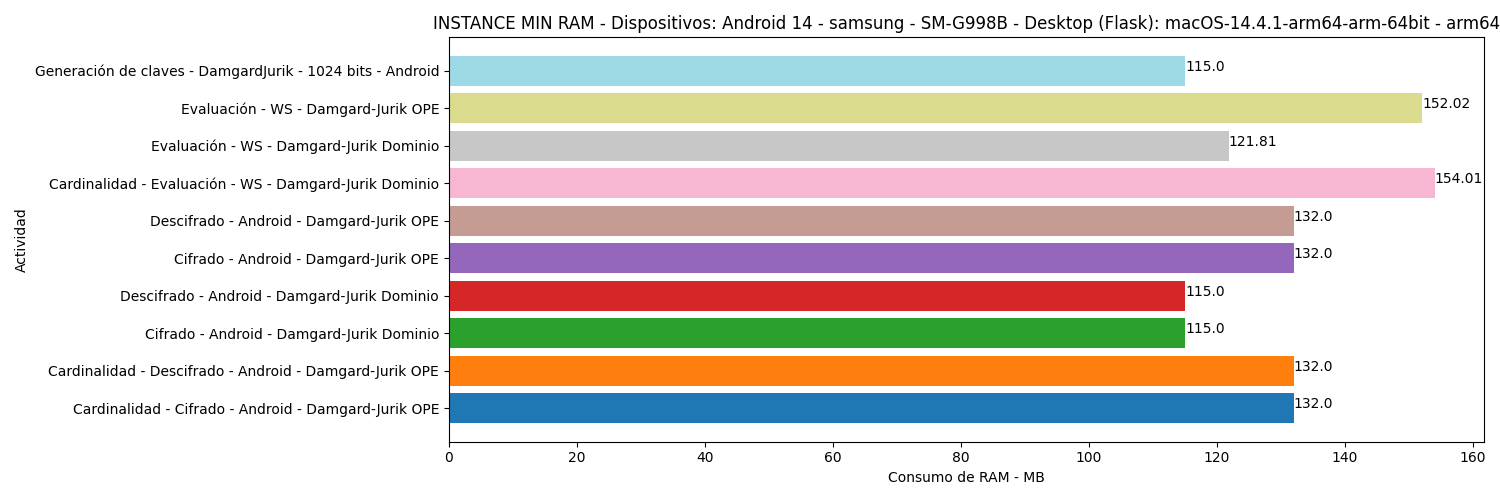 INSTANCE MIN RAM - Dispositivos: Android 14 - samsung - SM-G998B - Desktop (Flask): macOS-14.4.1-arm64-arm-64bit - arm64
Actividad
Generación de claves - DamgardJurik - 1024 bits - Android 115.0
Evaluación - WS - Damgard-Jurik OPE 152.02
Evaluación - WS - Damgard-Jurik Dominio 121.81
Cardinalidad - Evaluación - WS - Damgard-Jurik Dominio 154.01
Descifrado - Android - Damgard-Jurik OPE 132.0
Cifrado - Android - Damgard-Jurik OPE 132.0
Descifrado - Android - Damgard-Jurik Dominio 115.0
Cifrado - Android - Damgard-Jurik Dominio 115.0
Cardinalidad - Descifrado - Android - Damgard-Jurik OPE 132.0
Cardinalidad - Cifrado - Android - Damgard-Jurik OPE 132.0
0 20 40 60 80 100 120 140 160
Consumo de RAM - MB